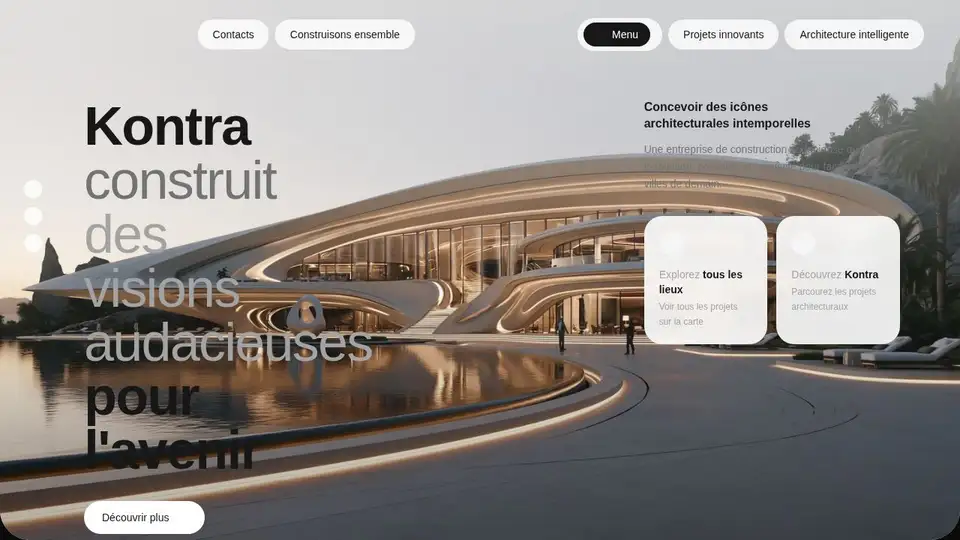 Contacts
Construisons ensemble
Menu
Projets innovants
Architecture intelligente
Kontra
construit
des
visions
audacieuses
pour
l'avenir
Découvrir plus
Concevoir des icônes
architecturales intemporelles
Une entreprise de construction
villes de demain.
Explorez tous les
lieux
Voir tous les projets
sur la carte
Découvrez Kontra
Parcourez les projets
architecturaux